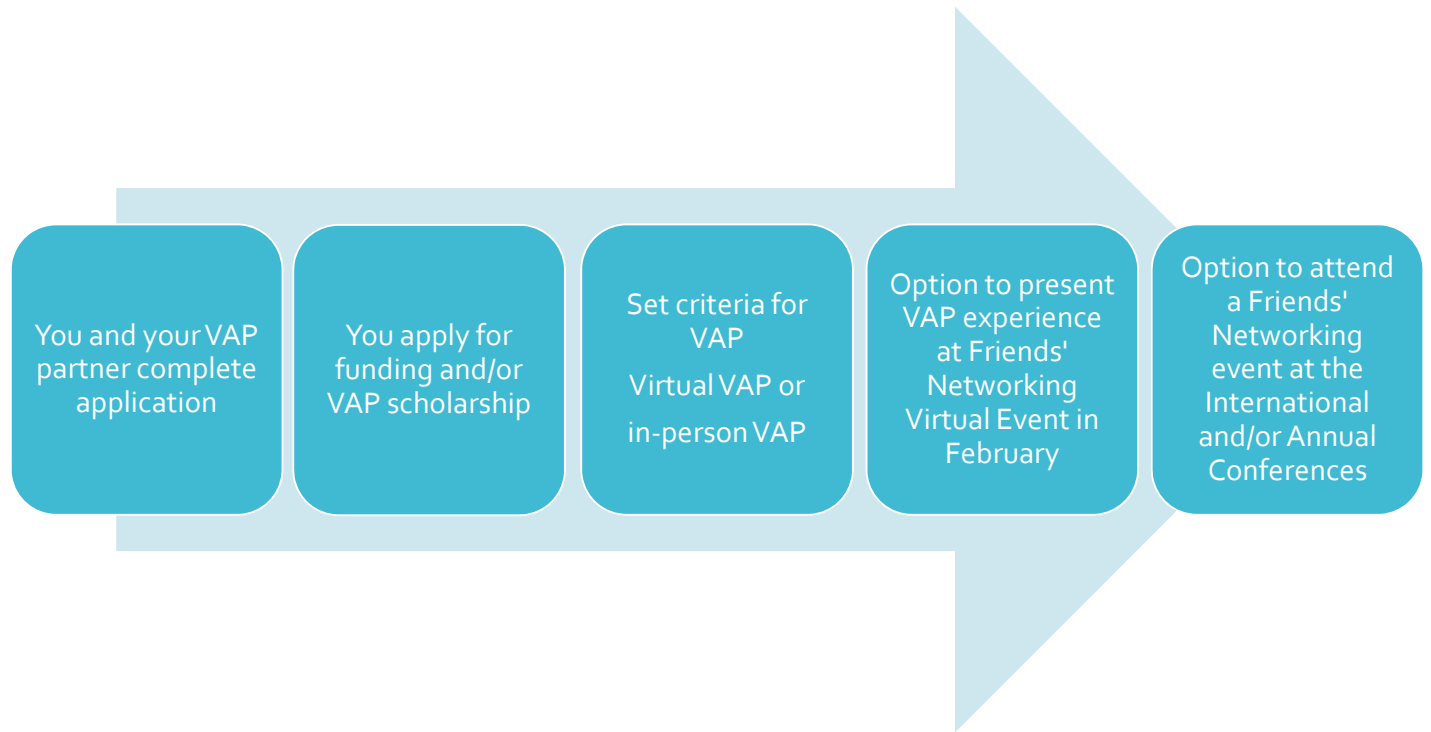 You and your VAP
partner complete
application
You apply for
funding and/or
VAP scholarship
Set criteria for
VAP
Virtual VAP or
in-person VAP
Option to present
VAP experience
at Friends'
Networking
Virtual Event in
February
Option to attend
a Friends'
Networking
event at the
International
and/or Annual
Conferences